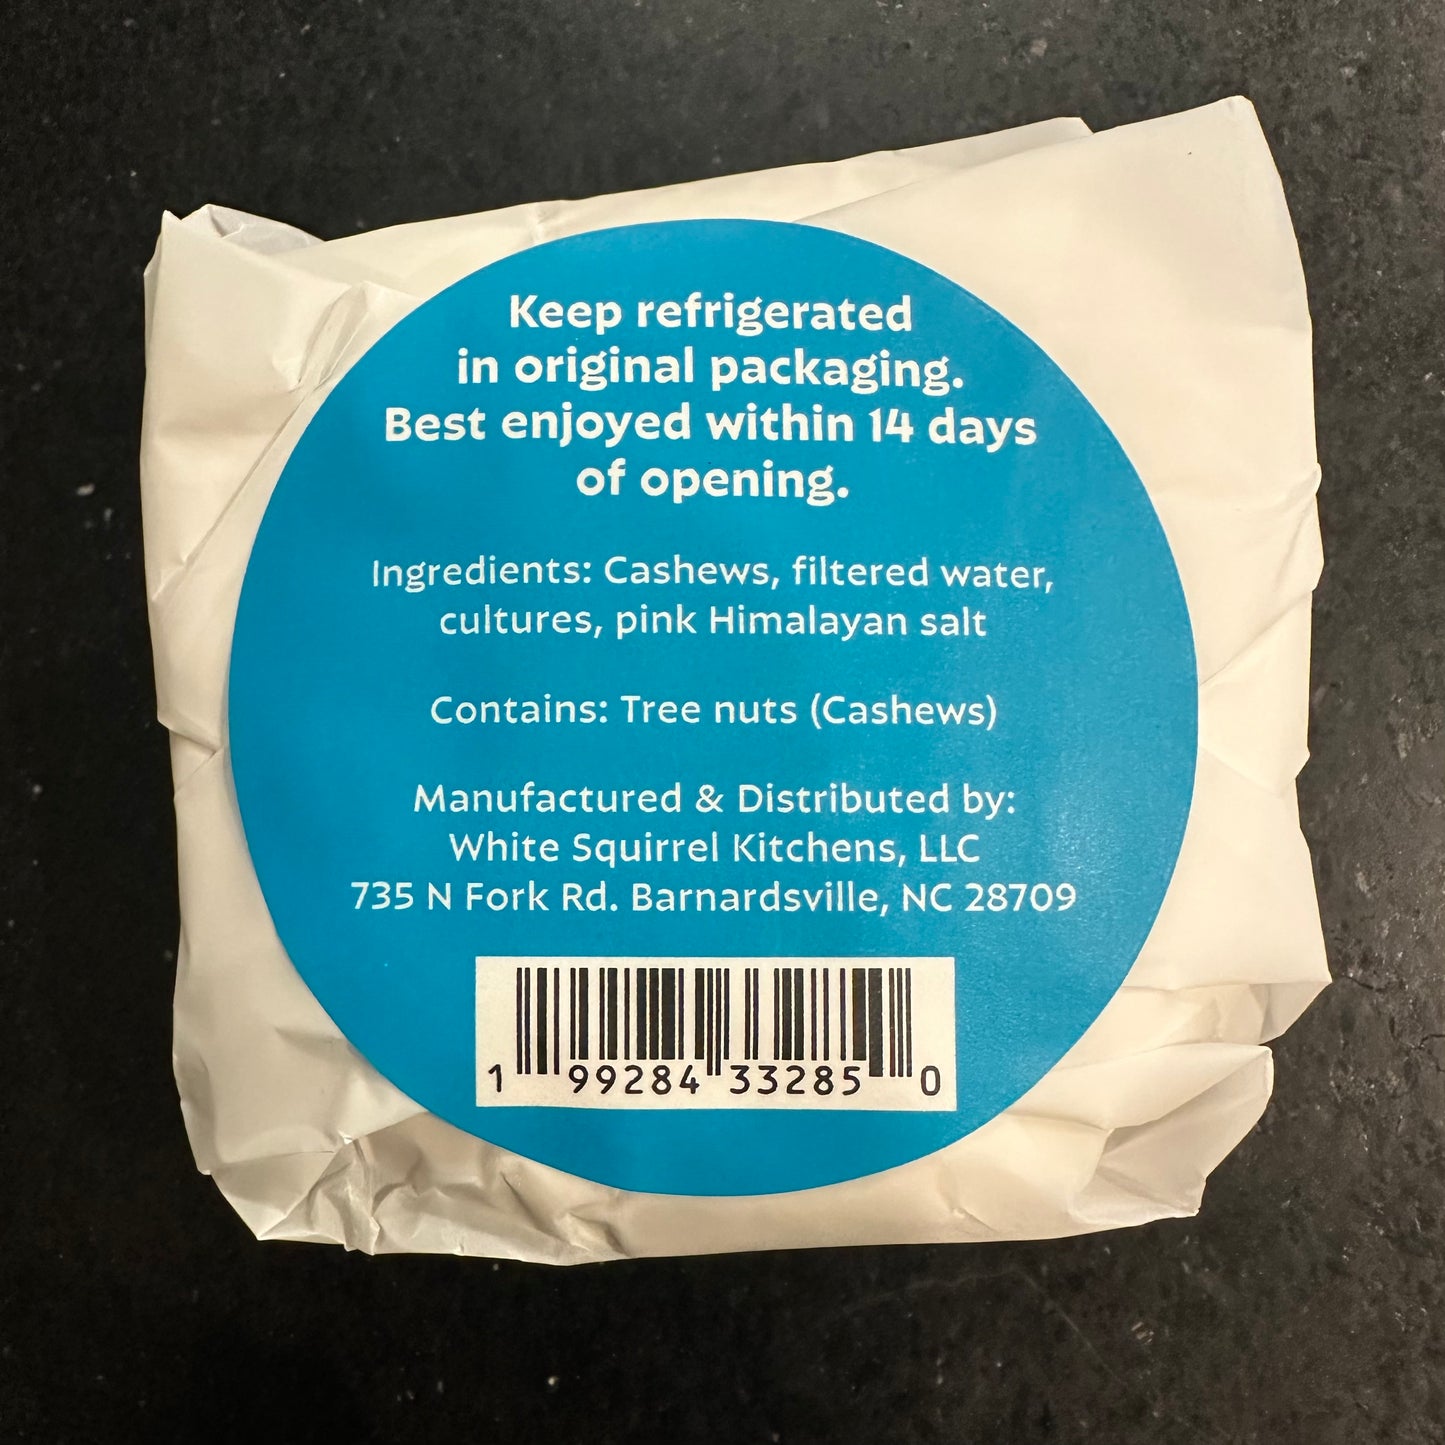 Keep refrigerated
in original packaging.
Best enjoyed within 14 days
of opening.
Ingredients: Cashews, filtered water,
cultures, pink Himalayan salt
Contains: Tree nuts (Cashews)
Manufactured & Distributed by:
White Squirrel Kitchens, LLC
735 N Fork Rd. Barnardsville, NC 28709
1 99284 33285 0